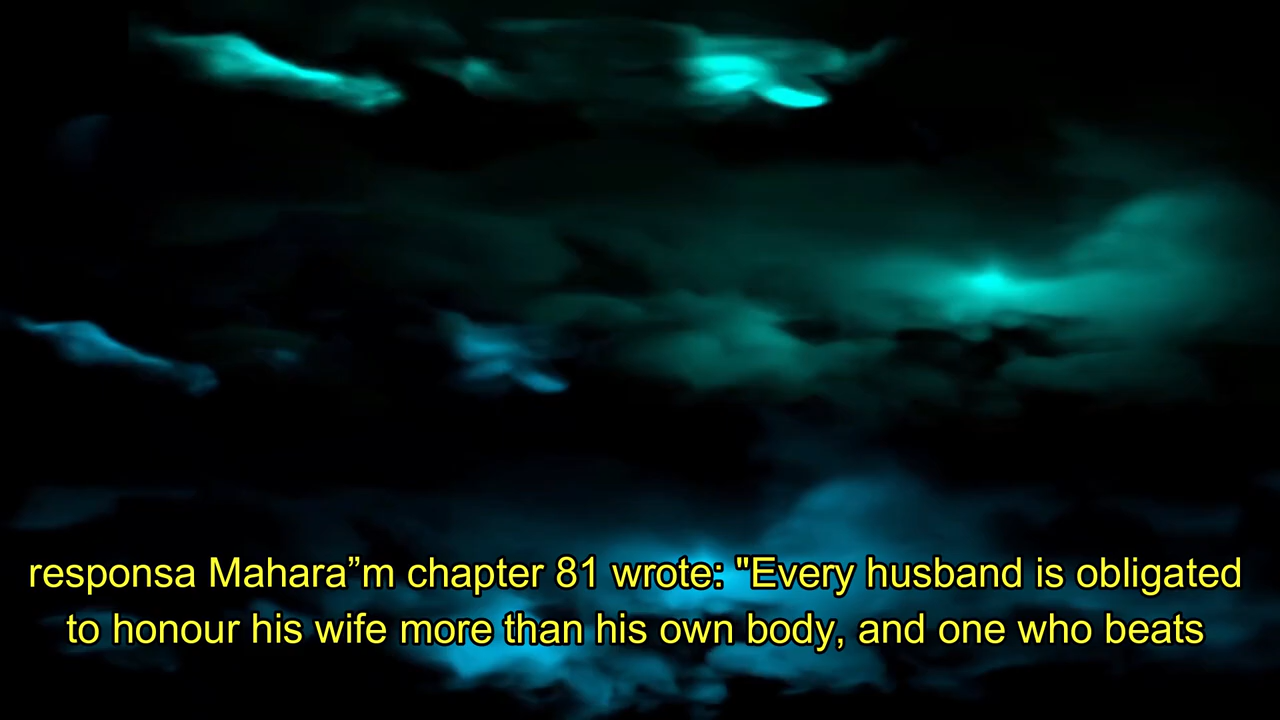 responsa Mahara”m chapter 81 wrote: "Every husband is obligated
to honour his wife more than his own body, and one who beats